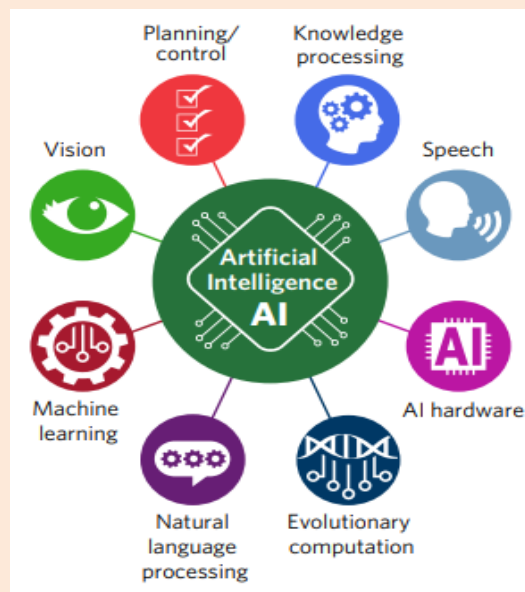 Planning/
control
Knowledge
processing
Vision
Speech
Artificial
Intelligence
AI
AI
Machine
learning
AI hardware
Natural
language
processing
Evolutionary
computation